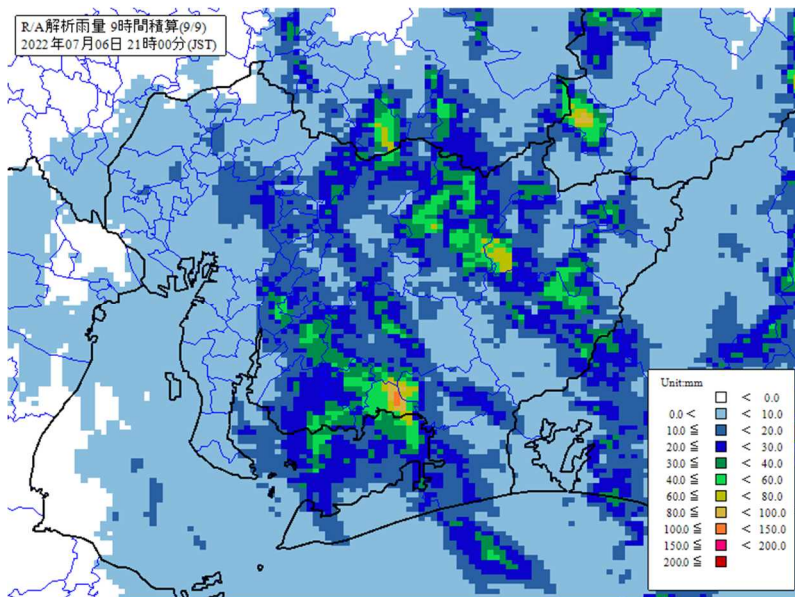 R/A解析雨量 9時間積算(9/9)
2022年07月06日 21時00分(JST)
Unit:mm
< 0.0
0.0 < < 10.0
10.0 ≦ < 20.0
20.0 ≦ < 30.0
30.0 ≦ < 40.0
40.0 ≦ < 60.0
60.0 ≦ < 80.0
80.0 ≦ < 100.0
100.0 ≦ < 150.0
150.0 ≦ < 200.0
200.0 ≦